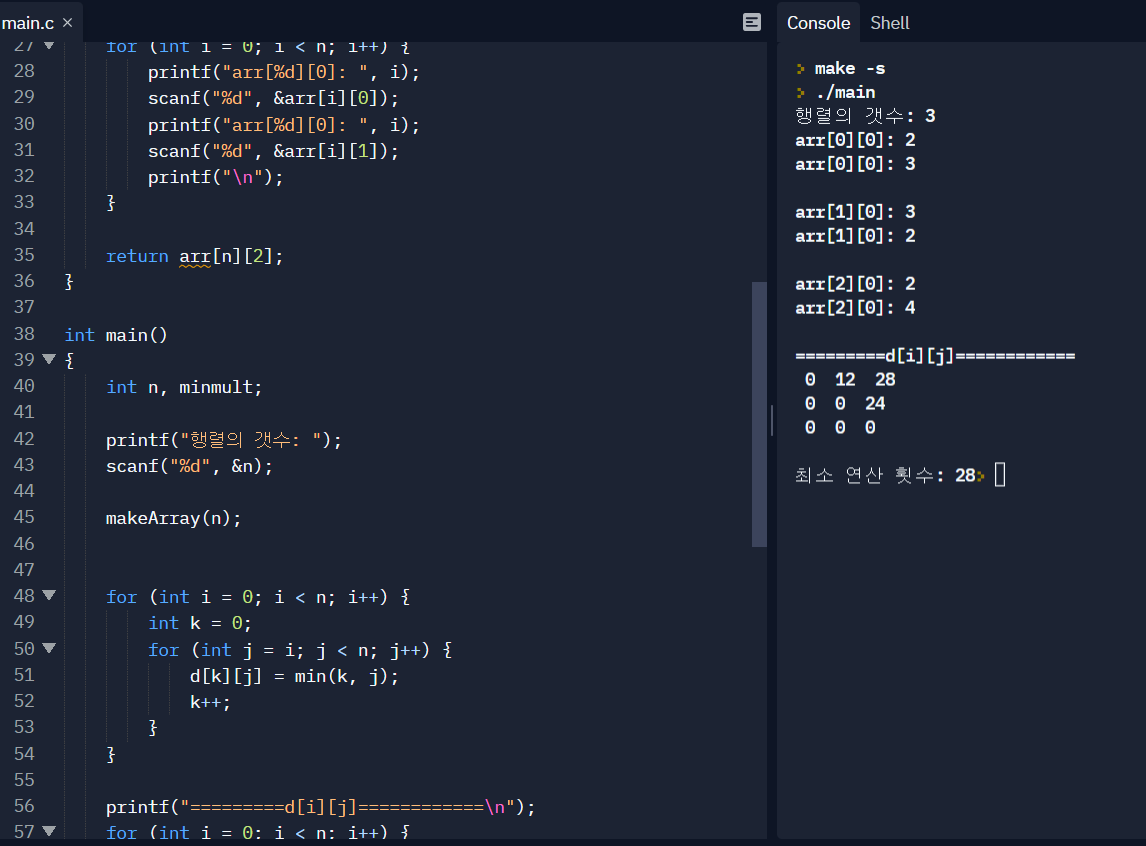 main.c ×
Console Shell
27 for (int i = 0; i < n; i++) {
28 printf("arr[%d][0]: ", i);
29 scanf("%d", &arr[i][0]);
30 printf("arr[%d][0]: ", i);
31 scanf("%d", &arr[i][1]);
32 printf("\n");
33 }
34
35 return arr[n][2];
36 }
37
38 int main()
39 {
40 int n, minmult;
41
42 printf("행렬의 갯수: ");
43 scanf("%d", &n);
44
45 makeArray(n);
46
47
48 for (int i = 0; i < n; i++) {
49 int k = 0;
50 for (int j = i; j < n; j++) {
51 d[k][j] = min(k, j);
52 k++;
53 }
54 }
55
56 printf("=========d[i][j]============\n");
57 for (int i = 0; i < n; i++) {
> make -s
> ./main
행렬의 갯수: 3
arr[0][0]: 2
arr[0][0]: 3
arr[1][0]: 3
arr[1][0]: 2
arr[2][0]: 2
arr[2][0]: 4
=========d[i][j]============
0 12 28
0 0 24
0 0 0
최소 연산 횟수: 28>